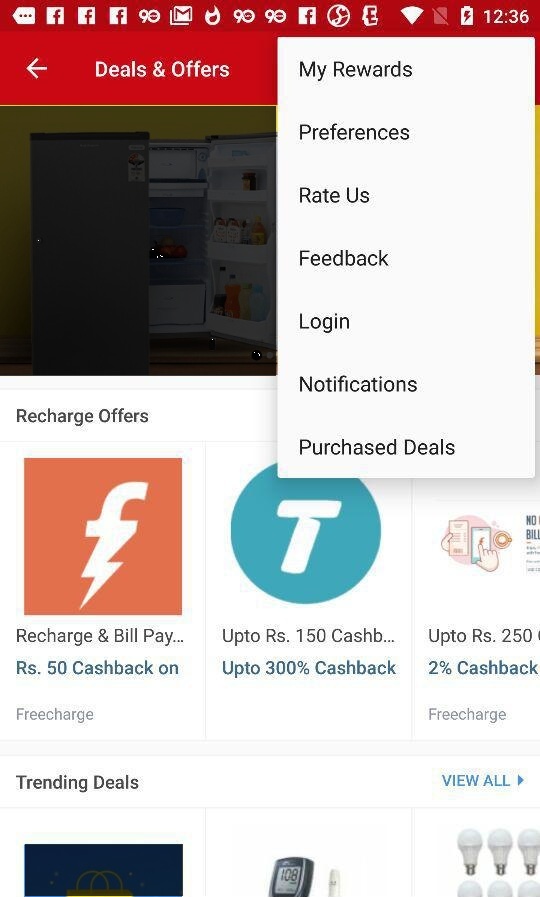 12:36
Deals & Offers
My Rewards
Preferences
Rate Us
Feedback
Login
Notifications
Purchased Deals
Recharge Offers
Recharge & Bill Pay...
Rs. 50 Cashback on
Freecharge
Upto Rs. 150 Cashb...
Upto 300% Cashback
NO
BILL
Upto Rs. 250
2% Cashback
Freecharge
Trending Deals
VIEW ALL
108